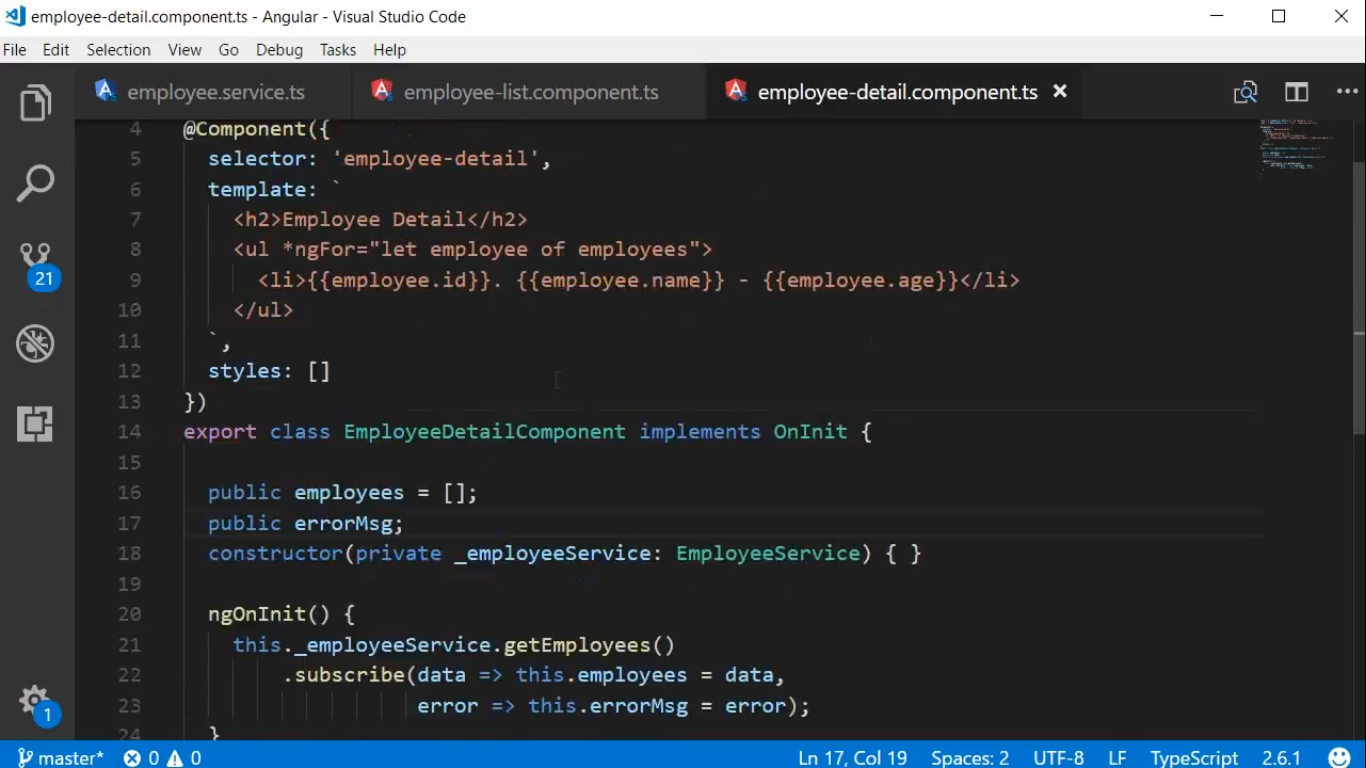 employee-detail.component.ts - Angular - Visual Studio Code
File Edit Selection View Go Debug Tasks Help
employee.service.ts employee-list.component.ts employee-detail.component.ts
4 @Component({
5 selector: 'employee-detail',
6 template: `
7 <h2>Employee Detail</h2>
8 <ul *ngFor="let employee of employees">
9 <li>{{employee.id}}. {{employee.name}} - {{employee.age}}</li>
10 </ul>
11 `,
12 styles: []
13 })
14 export class EmployeeDetailComponent implements OnInit {
15
16 public employees = [];
17 public errorMsg;
18 constructor(private _employeeService: EmployeeService) { }
19
20 ngOnInit() {
21 this._employeeService.getEmployees()
22 .subscribe(data => this.employees = data,
23 error => this.errorMsg = error);
24 }
21
1
master* 0 0 Ln 17, Col 19 Spaces: 2 UTF-8 LF TypeScript 2.6.1